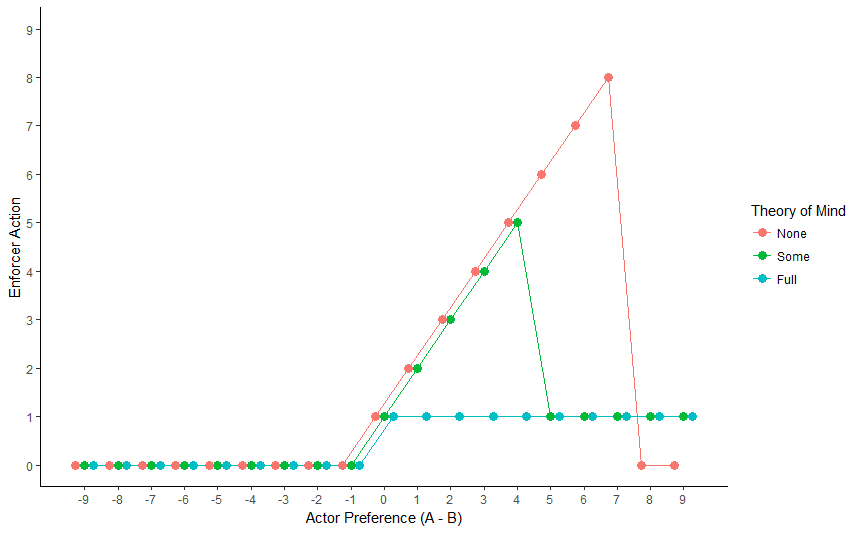 9
8
7
6
5
4
3
2
1
0
Enforcer Action
-9 -8 -7 -6 -5 -4 -3 -2 -1 0 1 2 3 4 5 6 7 8 9
Actor Preference (A - B)
Theory of Mind
None
Some
Full